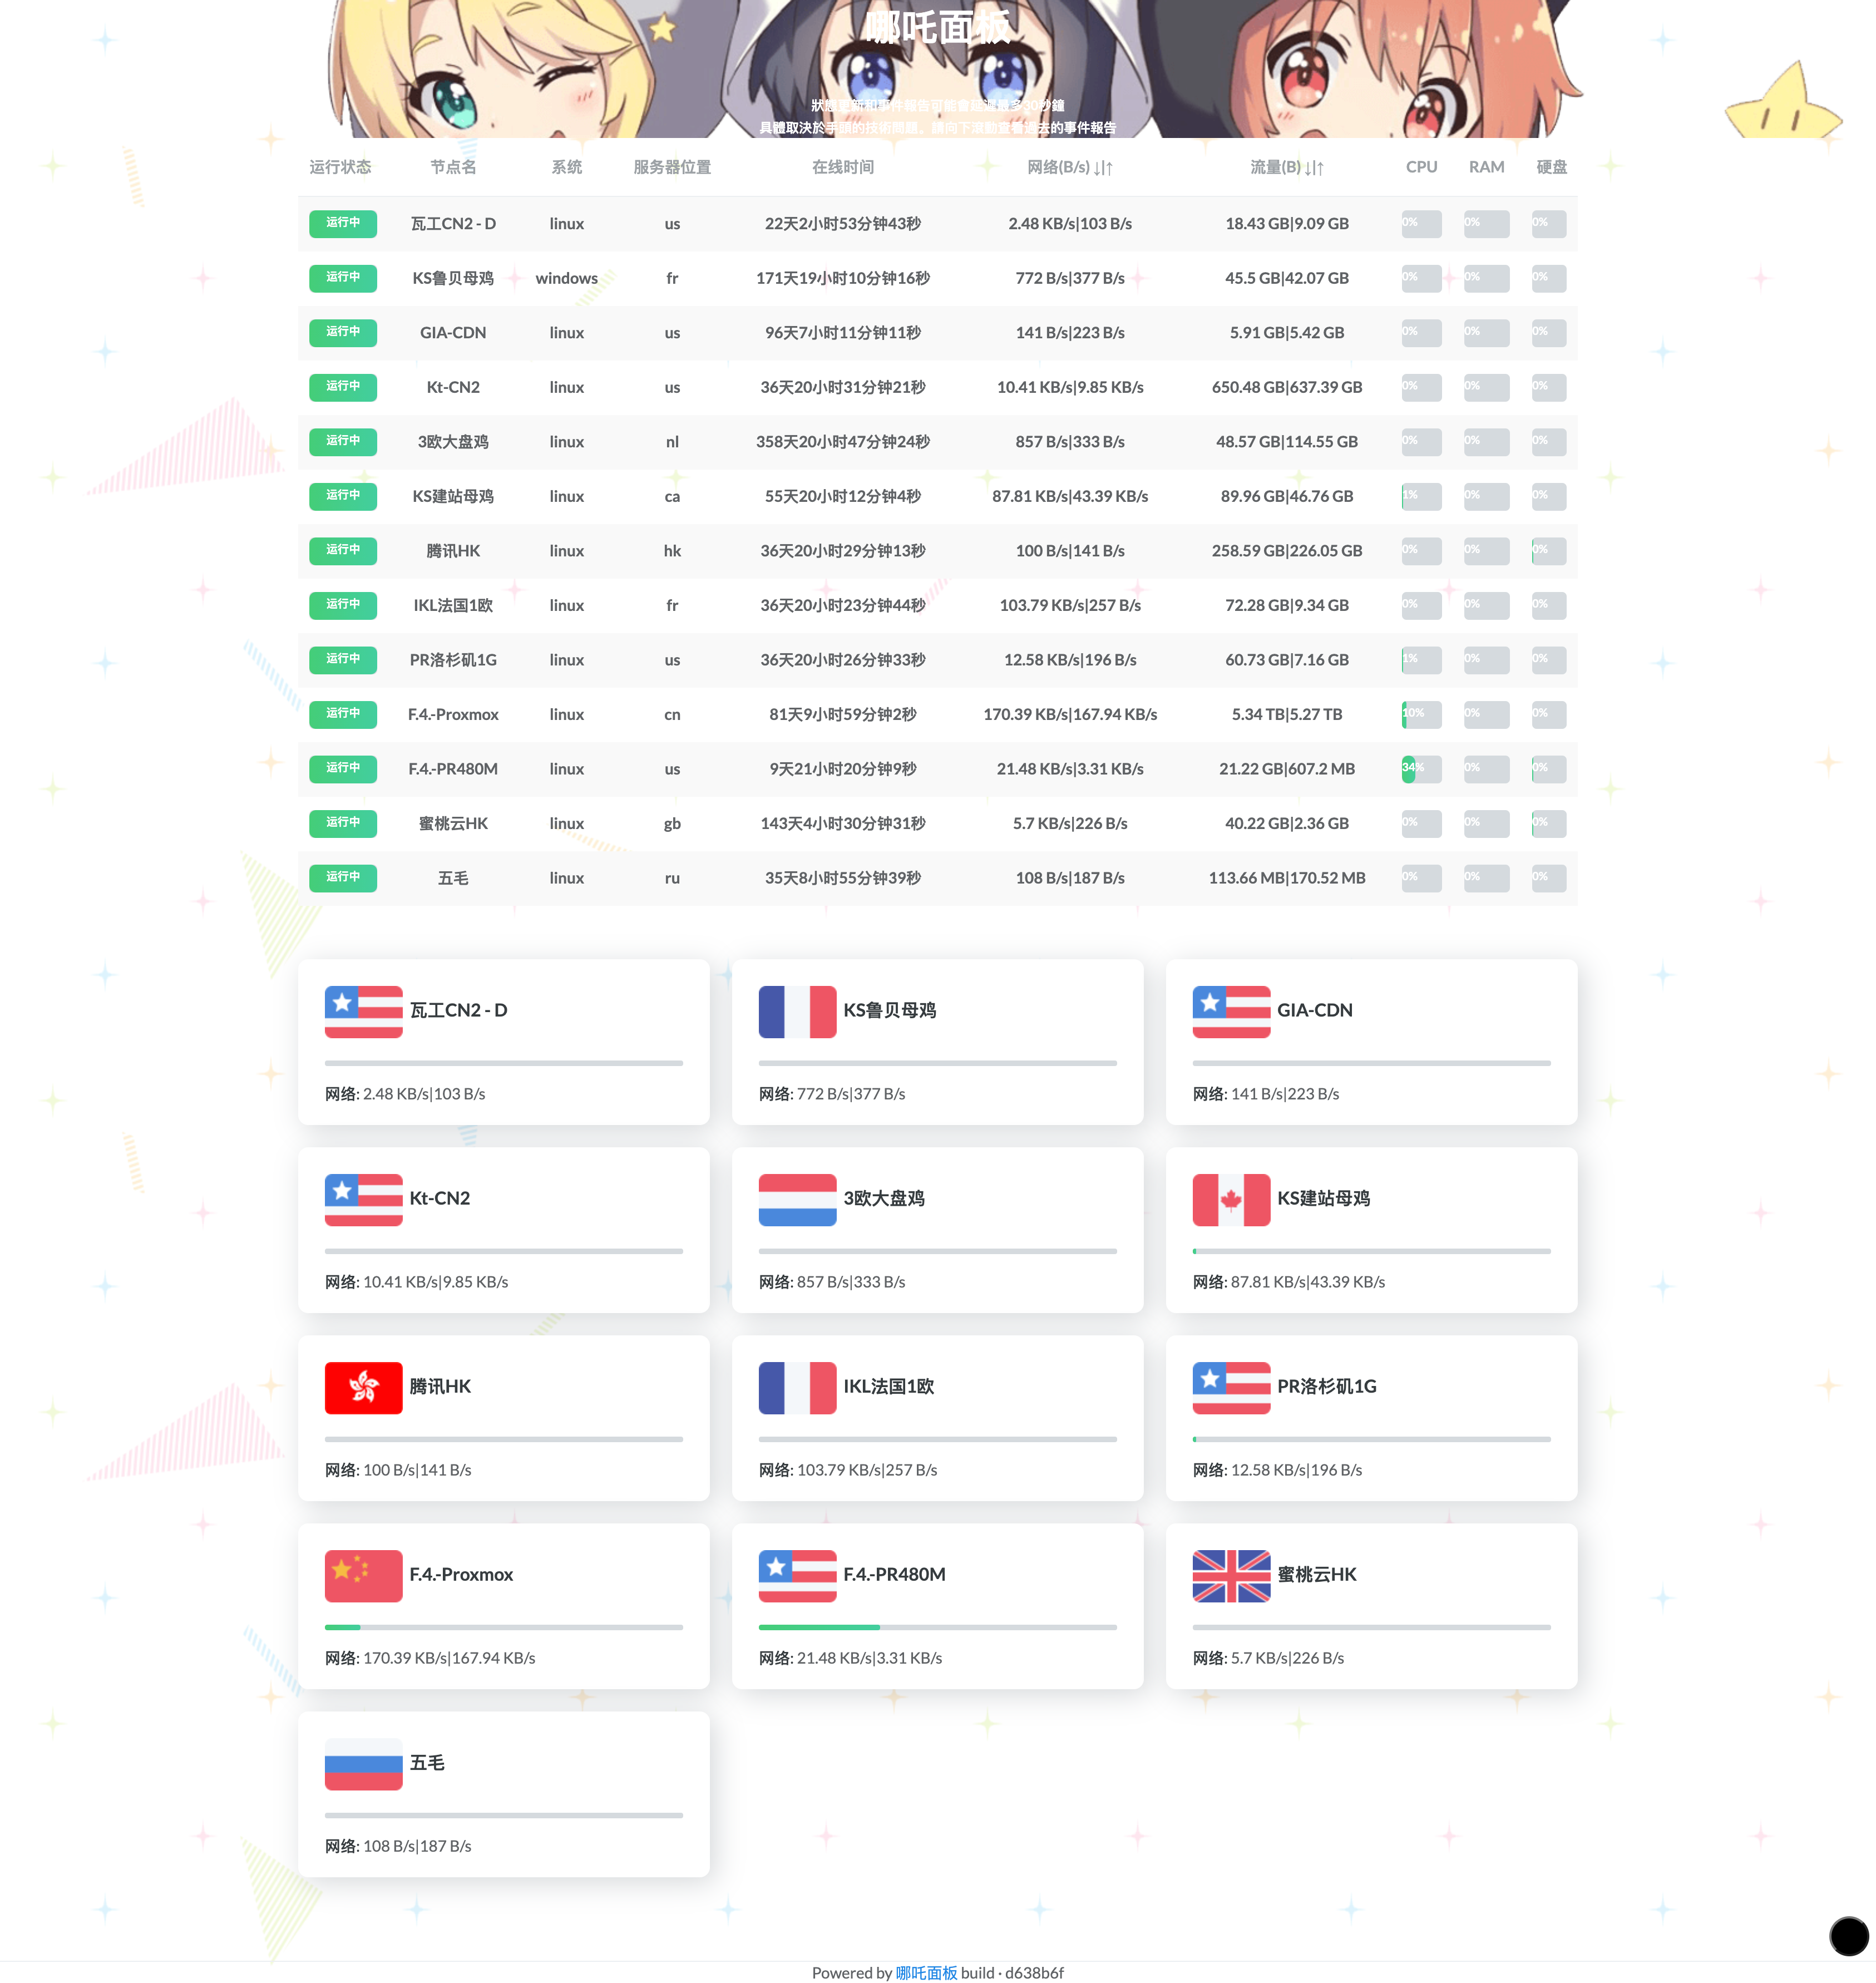 哪吒面板
狀態更新和事件報告可能會延遲最多30秒鐘
具體取決於手頭的技術問題，請向下滾動查看過去的事件報告
运行状态 节点名 系统 服务器位置 在线时间 网络(B/s)↓|↑ 流量(B)↓|↑ CPU RAM 硬盘
运行中 瓦工CN2 - D linux us 22天2小时53分钟43秒 2.48 KB/s|103 B/s 18.43 GB|9.09 GB 0% 0% 0%
运行中 KS鲁贝母鸡 windows fr 171天19小时10分钟16秒 772 B/s|377 B/s 45.5 GB|42.07 GB 0% 0% 0%
运行中 GIA-CDN linux us 96天7小时11分钟11秒 141 B/s|223 B/s 5.91 GB|5.42 GB 0% 0% 0%
运行中 Kt-CN2 linux us 36天20小时31分钟21秒 10.41 KB/s|9.85 KB/s 650.48 GB|637.39 GB 0% 0% 0%
运行中 3欧大盘鸡 linux nl 358天20小时47分钟24秒 857 B/s|333 B/s 48.57 GB|114.55 GB 0% 0% 0%
运行中 KS建站母鸡 linux ca 55天20小时12分钟4秒 87.81 KB/s|43.39 KB/s 89.96 GB|46.76 GB 1% 0% 0%
运行中 腾讯HK linux hk 36天20小时29分钟13秒 100 B/s|141 B/s 258.59 GB|226.05 GB 0% 0% 0%
运行中 IKL法国1欧 linux fr 36天20小时23分钟44秒 103.79 KB/s|257 B/s 72.28 GB|9.34 GB 0% 0% 0%
运行中 PR洛杉矶1G linux us 36天20小时26分钟33秒 12.58 KB/s|196 B/s 60.73 GB|7.16 GB 1% 0% 0%
运行中 F.4.-Proxmox linux cn 81天9小时59分钟2秒 170.39 KB/s|167.94 KB/s 5.34 TB|5.27 TB 10% 0% 0%
运行中 F.4.-PR480M linux us 9天21小时20分钟9秒 21.48 KB/s|3.31 KB/s 21.22 GB|607.2 MB 34% 0% 0%
运行中 蜜桃云HK linux gb 143天4小时30分钟31秒 5.7 KB/s|226 B/s 40.22 GB|2.36 GB 0% 0% 0%
运行中 五毛 linux ru 35天8小时55分钟39秒 108 B/s|187 B/s 113.66 MB|170.52 MB 0% 0% 0%
瓦工CN2 - D
网络: 2.48 KB/s|103 B/s
KS鲁贝母鸡
网络: 772 B/s|377 B/s
GIA-CDN
网络: 141 B/s|223 B/s
Kt-CN2
网络: 10.41 KB/s|9.85 KB/s
3欧大盘鸡
网络: 857 B/s|333 B/s
KS建站母鸡
网络: 87.81 KB/s|43.39 KB/s
腾讯HK
网络: 100 B/s|141 B/s
IKL法国1欧
网络: 103.79 KB/s|257 B/s
PR洛杉矶1G
网络: 12.58 KB/s|196 B/s
F.4.-Proxmox
网络: 170.39 KB/s|167.94 KB/s
F.4.-PR480M
网络: 21.48 KB/s|3.31 KB/s
蜜桃云HK
网络: 5.7 KB/s|226 B/s
五毛
网络: 108 B/s|187 B/s
Powered by 哪吒面板 build · d638b6f